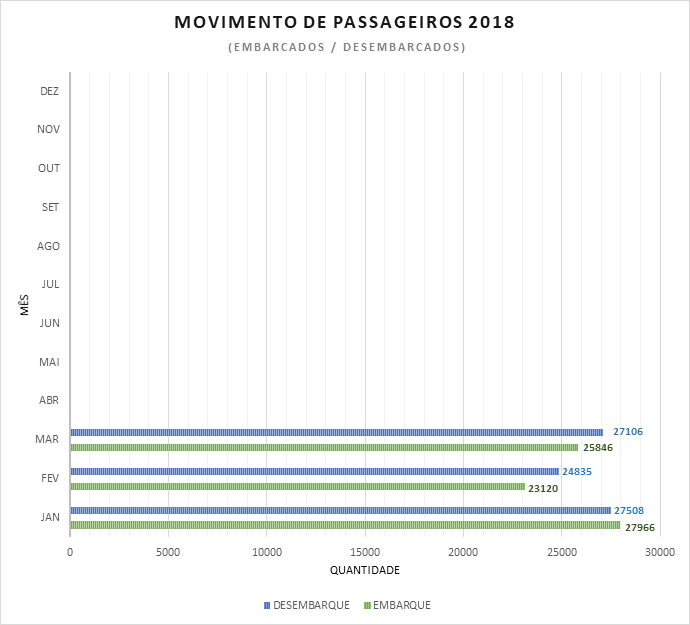 MOVIMENTO DE PASSAGEIROS 2018
(EMBARCADOS / DESEMBARCADOS)
DEZ
NOV
OUT
SET
AGO
JUL
JUN
MAI
ABR
MAR
FEV
JAN
MÊS
27106
25846
24835
23120
27508
27966
0 5000 10000 15000 20000 25000 30000
QUANTIDADE
DESEMBARQUE EMBARQUE